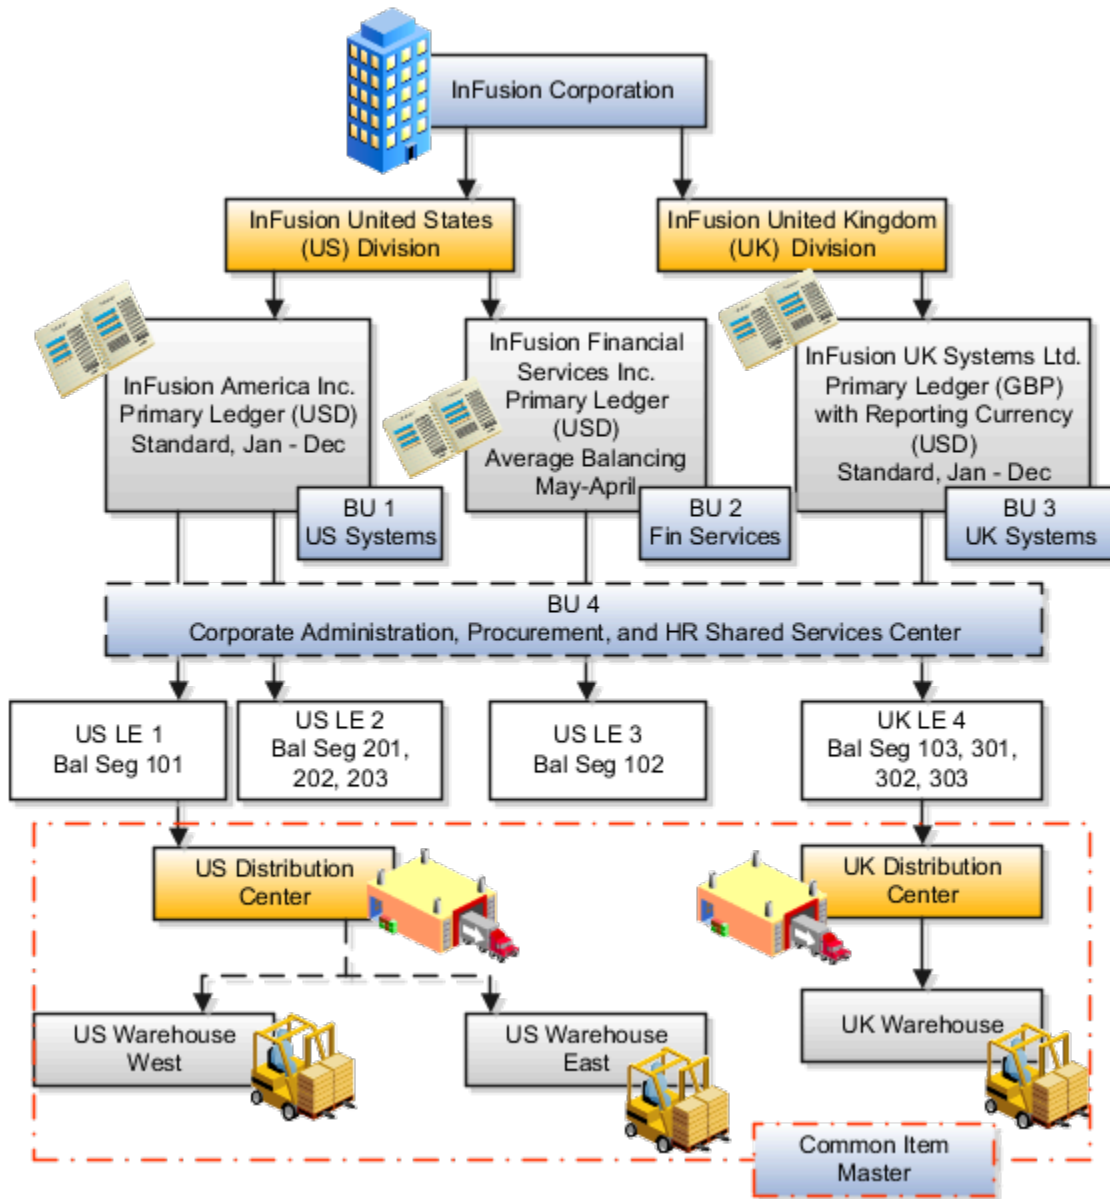 InFusion Corporation
InFusion United States
(US) Division
InFusion United Kingdom
(UK)  Division
InFusion America Inc.
Primary Ledger (USD)
Standard, Jan - Dec
BU 1
US Systems
InFusion Financial
Services Inc.
Primary Ledger
(USD)
Average Balancing
May-April
BU 2
Fin Services
InFusion UK Systems Ltd.
Primary Ledger (GBP)
with Reporting Currency
(USD)
Standard, Jan - Dec
BU 3
UK Systems
BU 4
Corporate Administration, Procurement, and HR Shared Services Center
US LE 1
Bal Seg 101
US LE 2
Bal Seg 201,
202, 203
US LE 3
Bal Seg 102
UK LE 4
Bal Seg 103, 301,
302, 303
US Distribution
Center
UK Distribution
Center
US Warehouse
West
US Warehouse
East
UK Warehouse
Common Item
Master